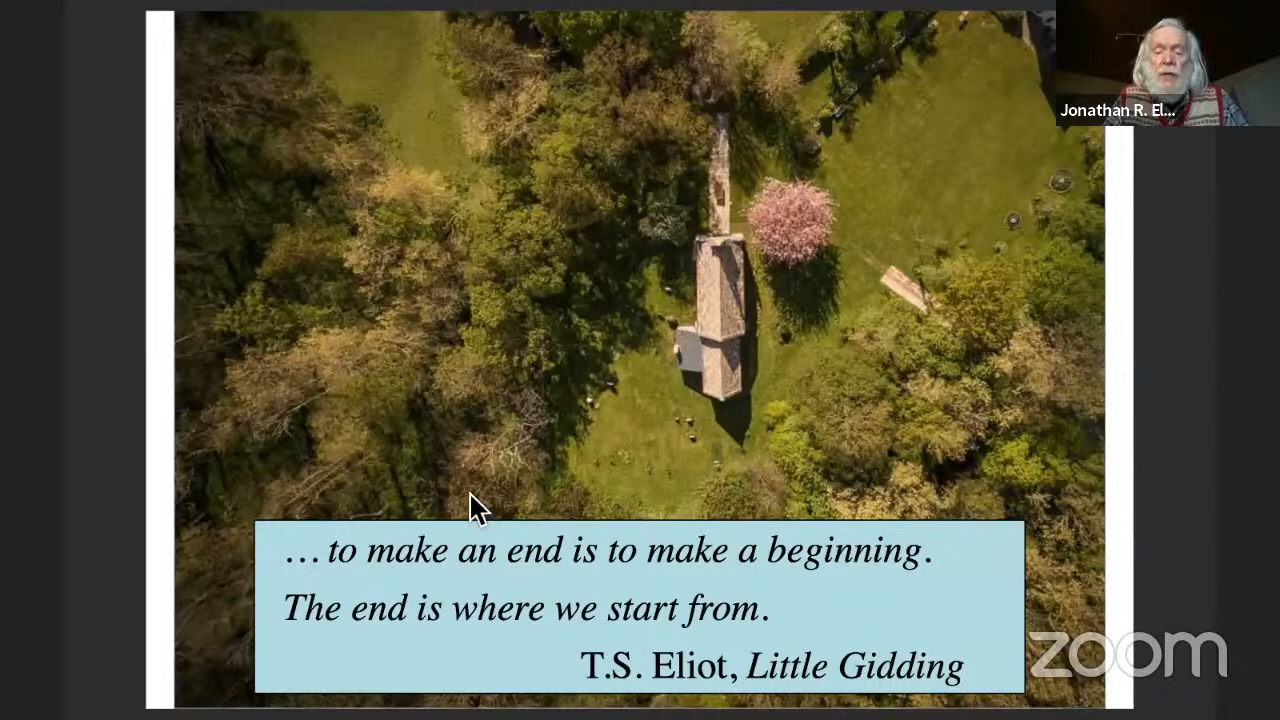 Jonathan R. El...
...to make an end is to make a beginning.
The end is where we start from.
T.S. Eliot, Little Gidding
zoom